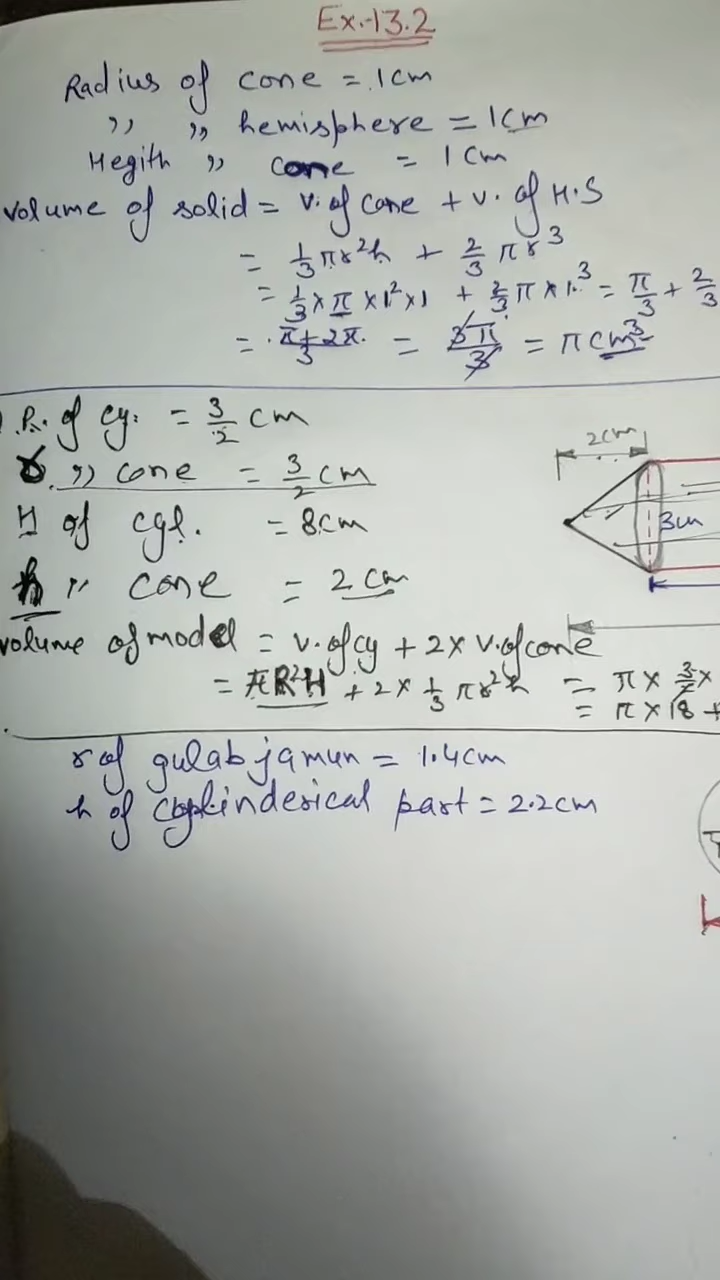 Ex.-13.2
Radius of cone = 1cm
,, ,, hemisphere = 1cm
Hegith ,, cone = 1cm
volume of solid = v. of cone + v. of H.S
= 1/3 πr²h + 2/3 πr³
= 1/3 × π × 1² × 1 + 2/3 π × 1³ = π/3 + 2/3
= π+2π/3 = 3π/3 = π cm³
R. of cy. = 3/2 cm
r ,, cone = 3/2 cm
H of cyl. = 8cm
h ,, cone = 2cm
2cm
3cm
volume of model = v. of cy + 2 × v. of cone
= πR²H + 2 × 1/3 πr²h = π × 3/2 ×
= π × 18 +
r of gulab jamun = 1.4cm
h of cylinderical part = 2.2cm